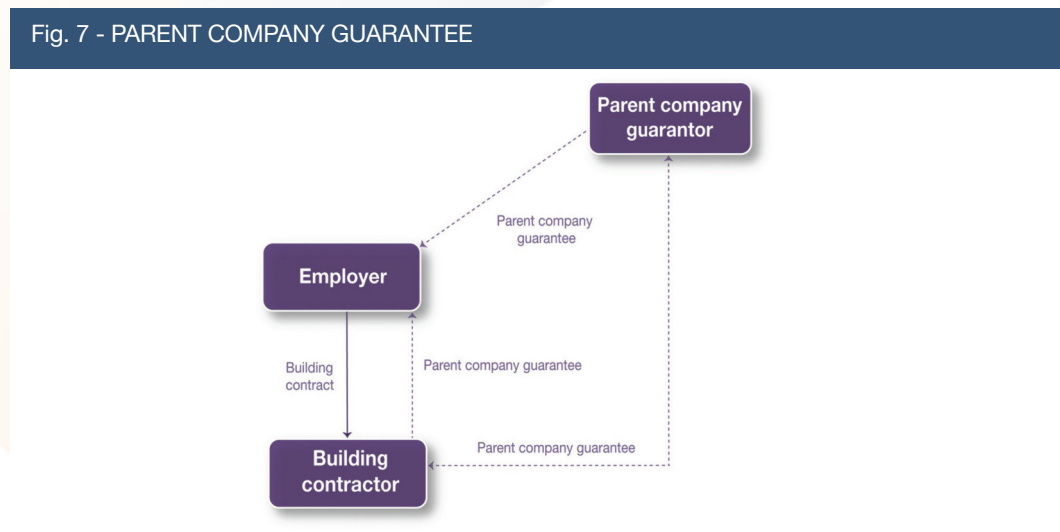 Fig. 7 - PARENT COMPANY GUARANTEE
Parent company
guarantor
Parent company
guarantee
Employer
Building
contract
Parent company guarantee
Parent company guarantee
Building
contractor